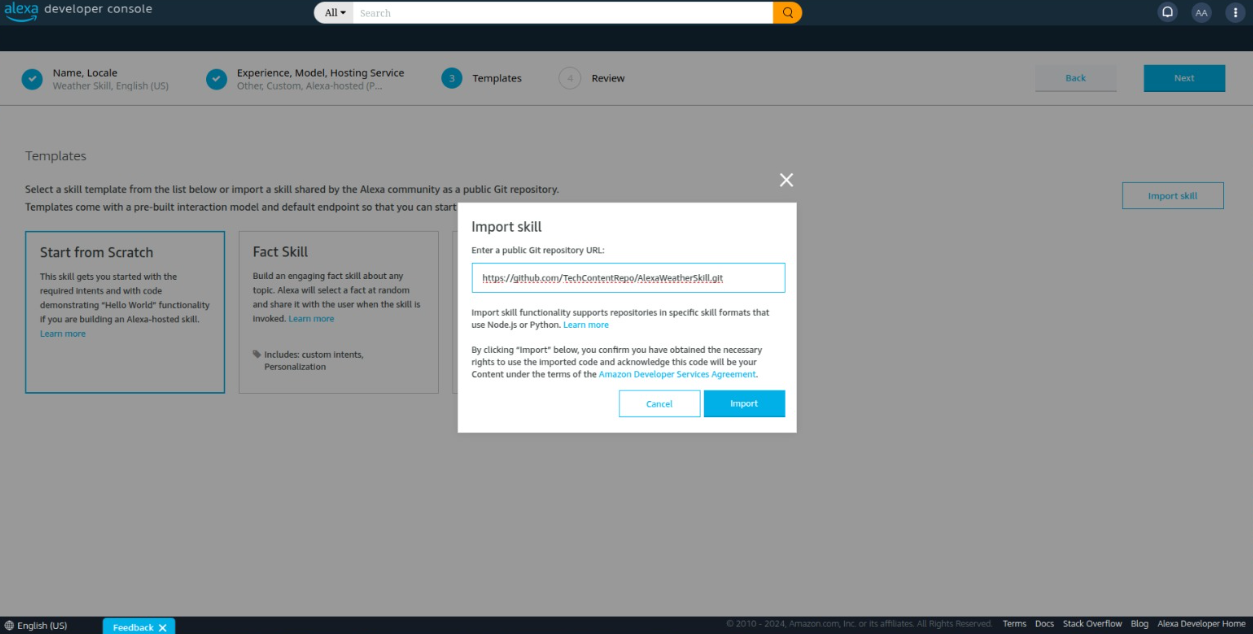 alexa developer console
All
Search
AA
Name, Locale
Weather Skill, English (US)
Experience, Model, Hosting Service
Other, Custom, Alexa-hosted (P...
3
Templates
4
Review
Back
Next
Templates
Select a skill template from the list below or import a skill shared by the Alexa community as a public Git repository.
Templates come with a pre-built interaction model and default endpoint so that you can start
Import skill
Start from Scratch
This skill gets you started with the
required intents and with code
demonstrating "Hello World" functionality
if you are building an Alexa-hosted skill.
Learn more
Fact Skill
Build an engaging fact skill about any
topic. Alexa will select a fact at random
and share it with the user when the skill is
invoked. Learn more
Includes: custom intents,
Personalization
Import skill
Enter a public Git repository URL:
https://github.com/TechContentRepo/AlexaWeatherSkill.git
Import skill functionality supports repositories in specific skill formats that
use Node.js or Python. Learn more
By clicking "Import" below, you confirm you have obtained the necessary
rights to use the imported code and acknowledge this code will be your
Content under the terms of the Amazon Developer Services Agreement.
Cancel
Import
English (US)
Feedback
© 2010 - 2024, Amazon.com, Inc. or its affiliates. All Rights Reserved.
Terms
Docs
Stack Overflow
Blog
Alexa Developer Home